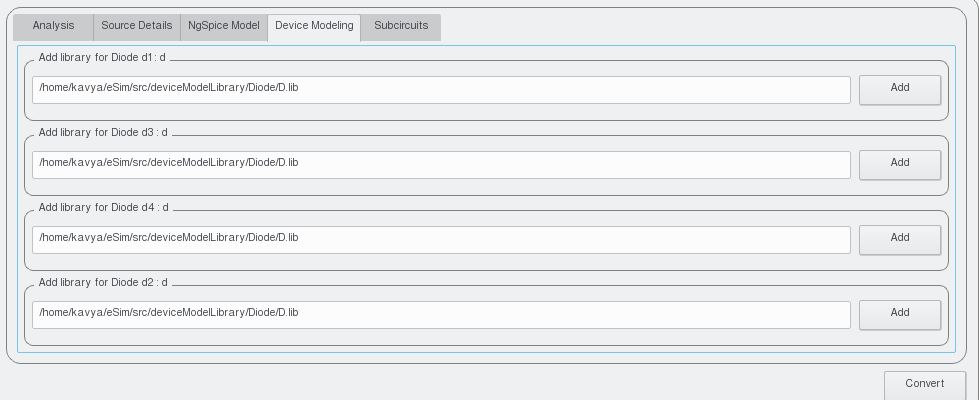 Analysis Source Details NgSpice Model Device Modeling Subcircuits
Add library for Diode d1 : d
/home/kavya/eSim/src/deviceModelLibrary/Diode/D.lib Add
Add library for Diode d3 : d
/home/kavya/eSim/src/deviceModelLibrary/Diode/D.lib Add
Add library for Diode d4 : d
/home/kavya/eSim/src/deviceModelLibrary/Diode/D.lib Add
Add library for Diode d2 : d
/home/kavya/eSim/src/deviceModelLibrary/Diode/D.lib Add
Convert